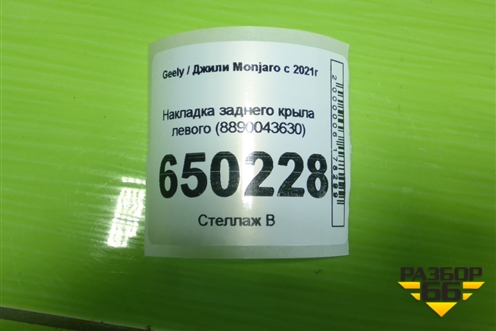 Geely / Джили Monjaro с 2021г
Накладка заднего крыла
левого (8890043630)
650228
Стеллаж В
РАЗБОР
66